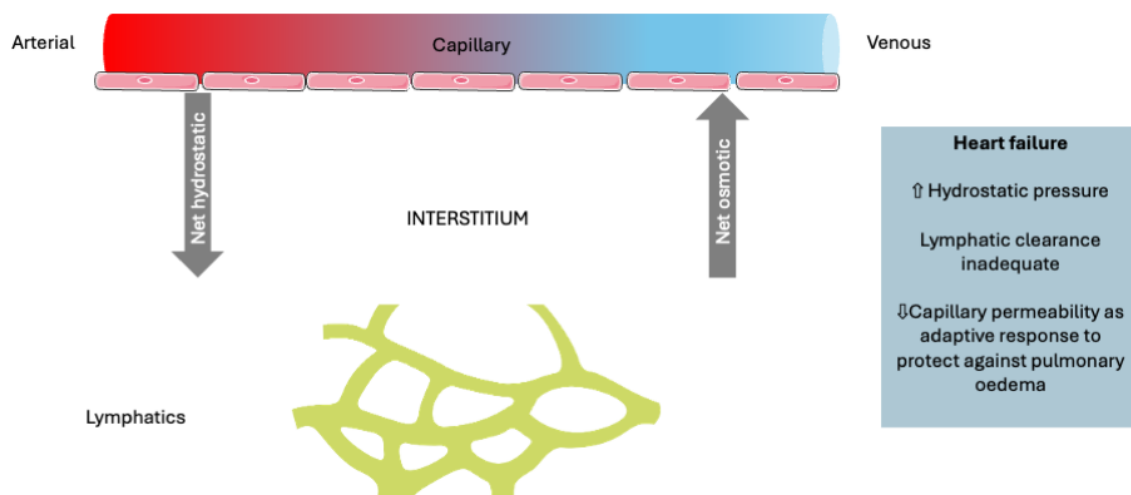 Arterial
Capillary
Venous
Net hydrostatic
Net osmotic
INTERSTITIUM
Lymphatics
Heart failure
⇧ Hydrostatic pressure
Lymphatic clearance
inadequate
⇩Capillary permeability as
adaptive response to
protect against pulmonary
oedema